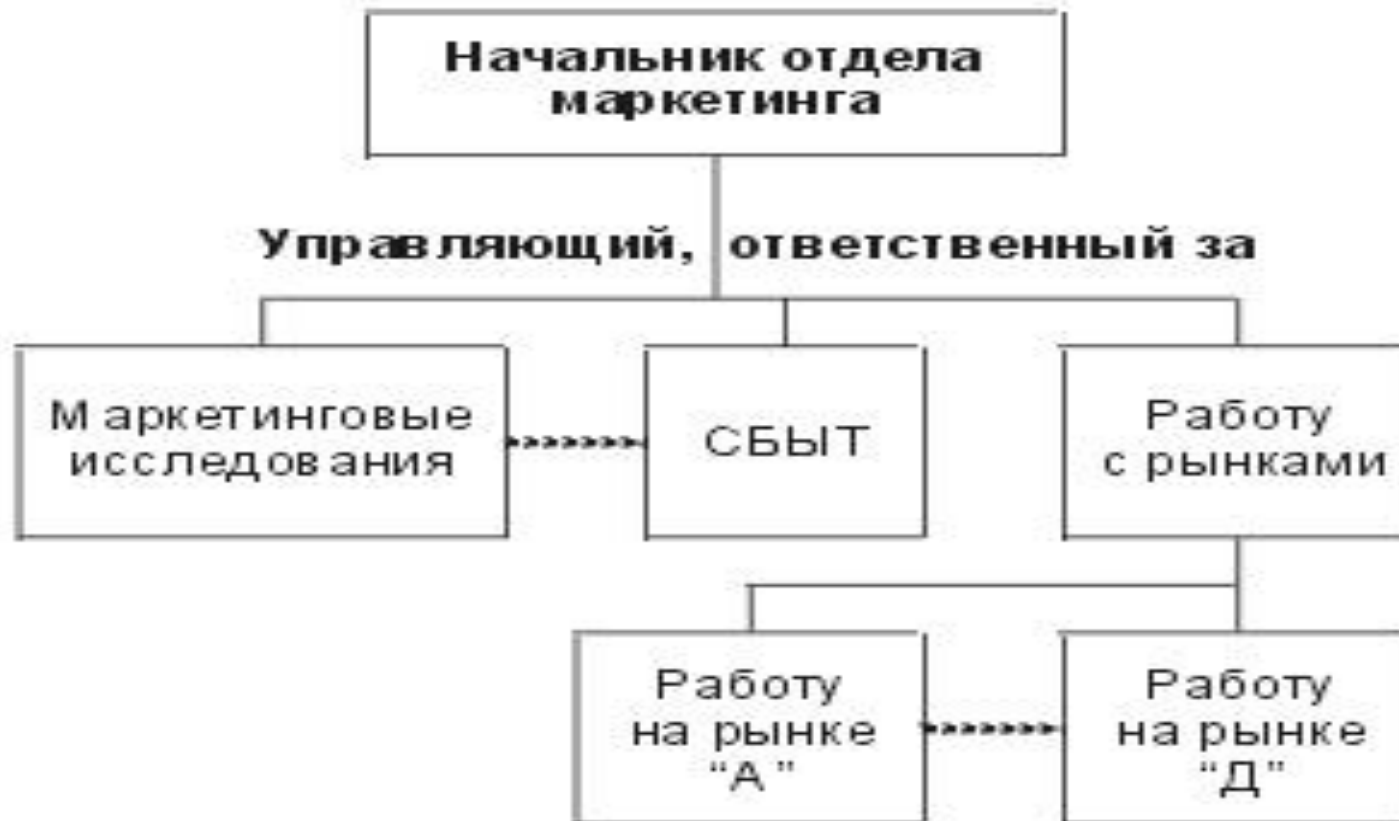 Начальник отдела
маркетинга
Управляющий, ответственный за
Маркетинговые
исследования
СБЫТ
Работу
с рынками
Работу
на рынке
“А”
Работу
на рынке
“Д”